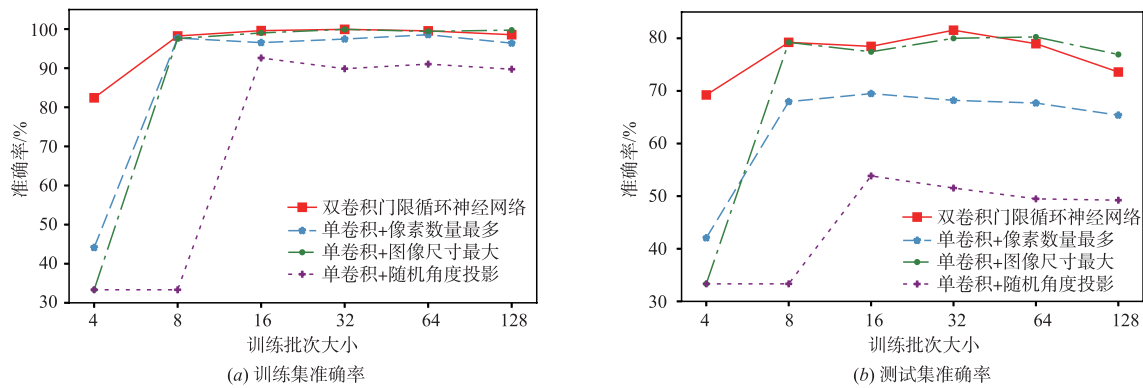 100
90
80
70
60
50
40
30
准确率/%
双卷积门限循环神经网络
单卷积+像素数量最多
单卷积+图像尺寸最大
单卷积+随机角度投影
4 8 16 32 64 128
训练批次大小
(a) 训练集准确率
80
70
60
50
40
30
准确率/%
双卷积门限循环神经网络
单卷积+像素数量最多
单卷积+图像尺寸最大
单卷积+随机角度投影
4 8 16 32 64 128
训练批次大小
(b) 测试集准确率